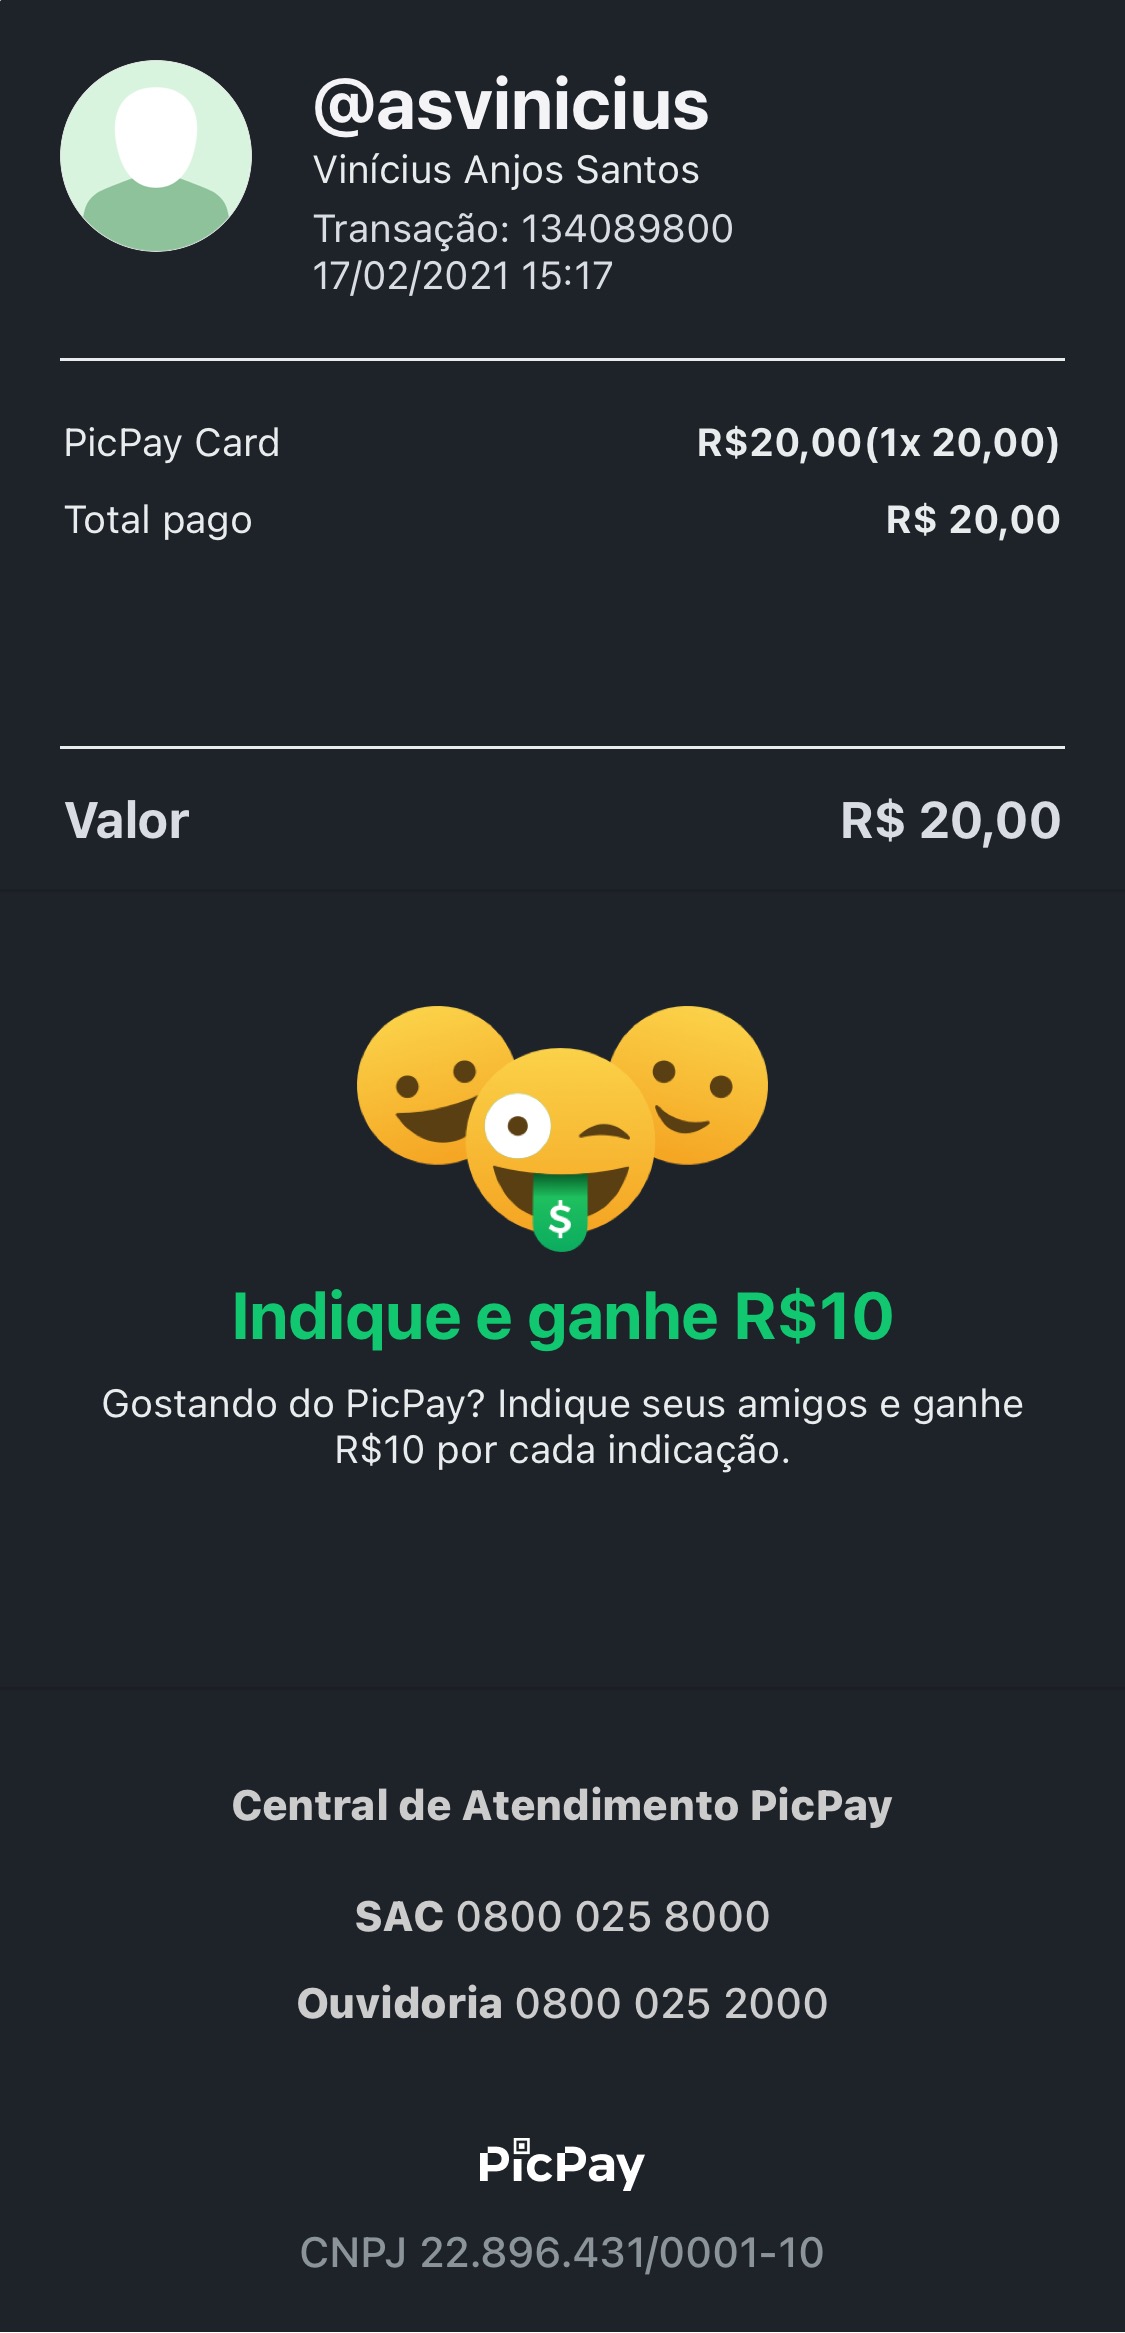 @asvinicius
Vinícius Anjos Santos
Transação: 134089800
17/02/2021 15:17
PicPay Card R$20,00(1x 20,00)
Total pago R$ 20,00
Valor R$ 20,00
$
Indique e ganhe R$10
Gostando do PicPay? Indique seus amigos e ganhe
R$10 por cada indicação.
Central de Atendimento PicPay
SAC 0800 025 8000
Ouvidoria 0800 025 2000
PicPay
CNPJ 22.896.431/0001-10